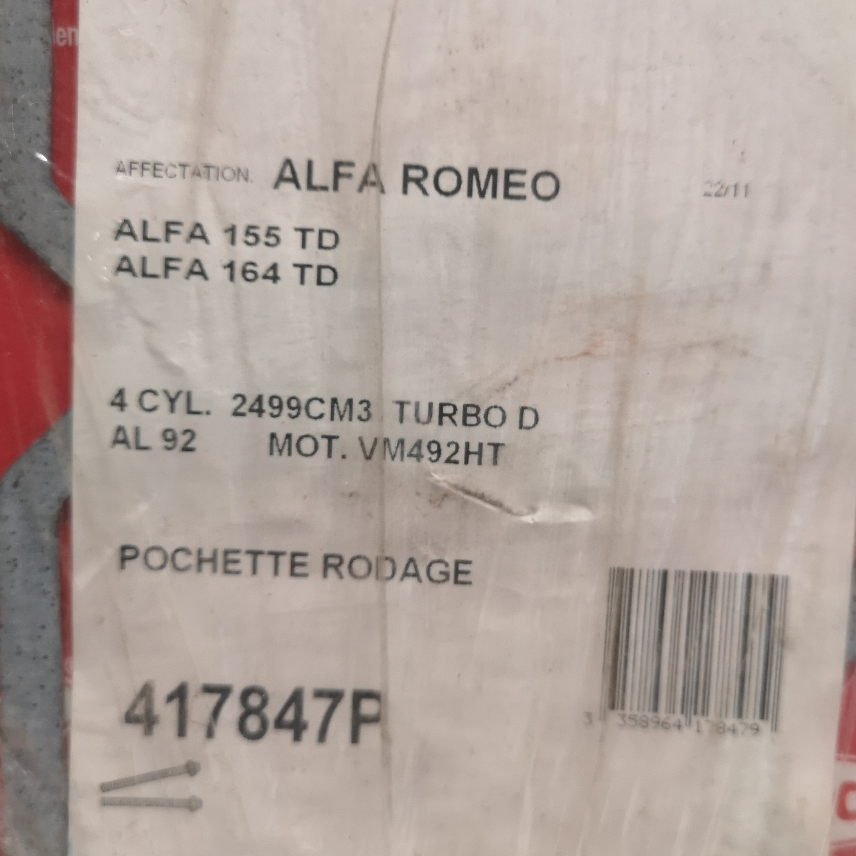 en
AFFECTATION. ALFA ROMEO 22/11
ALFA 155 TD
ALFA 164 TD
4 CYL. 2499CM3 TURBO D
AL 92 MOT. VM492HT
POCHETTE RODAGE
417847P
3 358964 178479